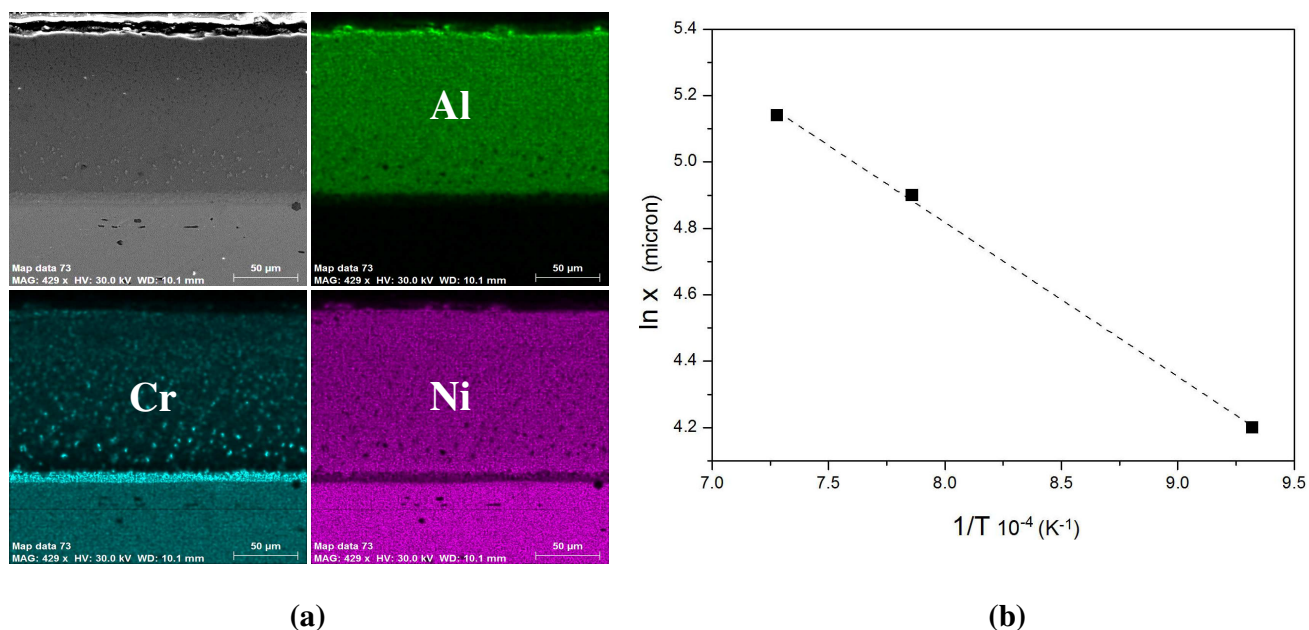 Map data 73
MAG: 429 x HV: 30.0 kV WD: 10.1 mm
50 µm
Al
Map data 73
MAG: 429 x HV: 30.0 kV WD: 10.1 mm
50 µm
Cr
Map data 73
MAG: 429 x HV: 30.0 kV WD: 10.1 mm
50 µm
Ni
Map data 73
MAG: 429 x HV: 30.0 kV WD: 10.1 mm
50 µm
(a)
5.4
5.2
5.0
4.8
4.6
4.4
4.2
ln x (micron)
7.0 7.5 8.0 8.5 9.0 9.5
1/T 10⁻⁴ (K⁻¹)
(b)